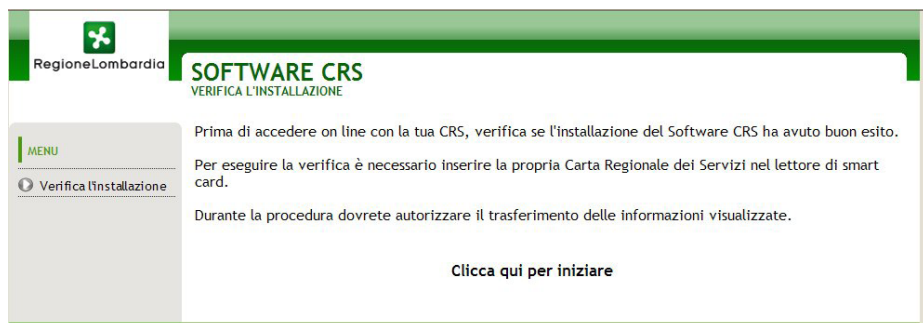 RegioneLombardia
SOFTWARE CRS
VERIFICA L'INSTALLAZIONE
MENU
Verifica l'installazione
Prima di accedere on line con la tua CRS, verifica se l'installazione del Software CRS ha avuto buon esito.
Per eseguire la verifica è necessario inserire la propria Carta Regionale dei Servizi nel lettore di smart
card.
Durante la procedura dovrete autorizzare il trasferimento delle informazioni visualizzate.
Clicca qui per iniziare